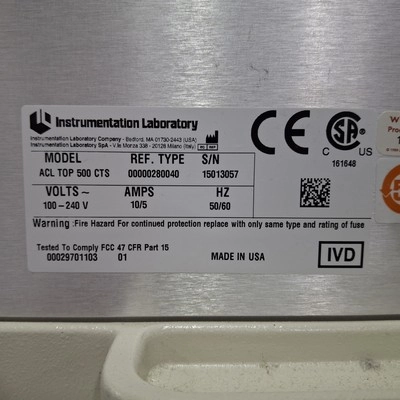 Instrumentation Laboratory
Instrumentation Laboratory Company - Bedford, MA 01730-2443 (USA)
Instrumentation Laboratory SpA - V.le Monza 338 - 20128 Milano (Italy)
EC REP
CE
CSA
C US
161648
MODEL REF. TYPE S/N
ACL TOP 500 CTS 00000280040 15013057
VOLTS ~ AMPS HZ
100-240 V 10/5 50/60
Warning :Fire Hazard For continued protection replace with only same type and rating of fuse
Tested To Comply FCC 47 CFR Part 15
00029701103 01 MADE IN USA
IVD